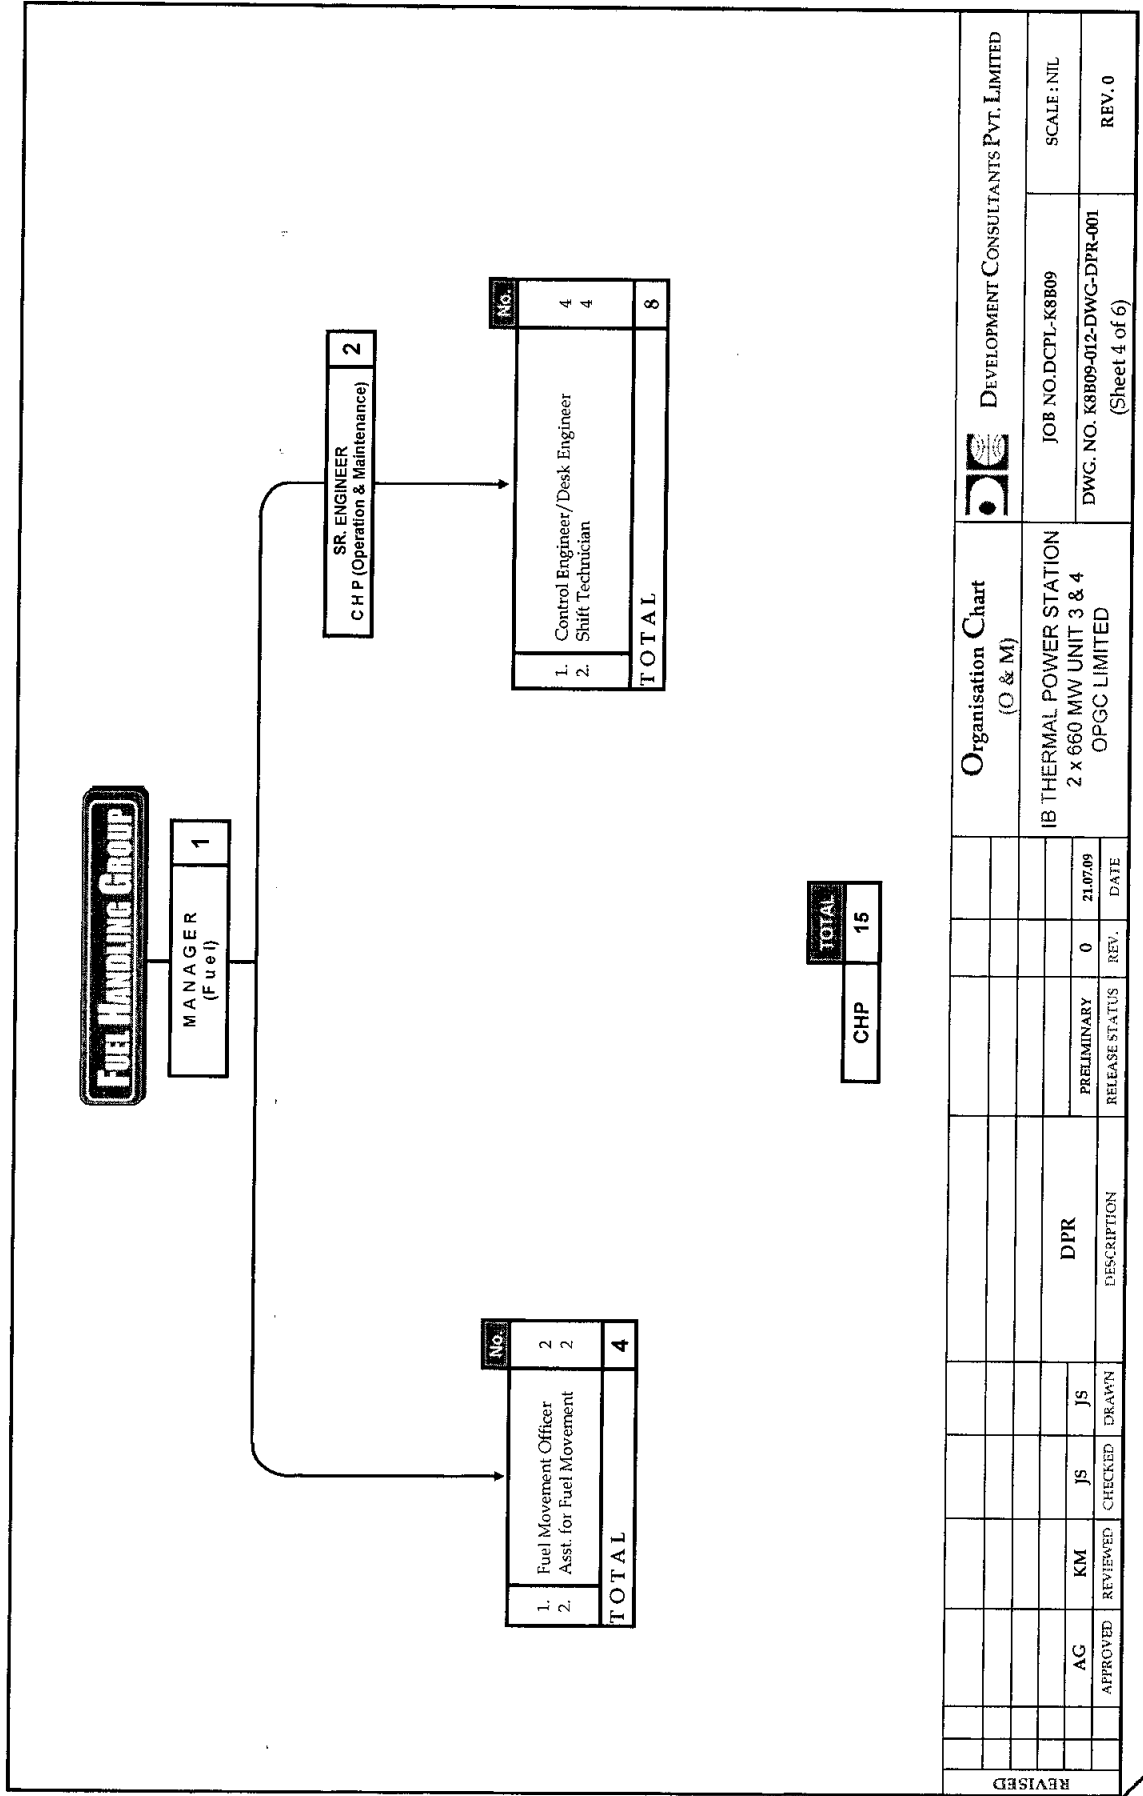 FUEL HANDLING GROUP
MANAGER 1
(Fuel)
SR. ENGINEER 2
CHP (Operation & Maintenance)
No.
1. Fuel Movement Officer 2
2. Asst. for Fuel Movement 2
TOTAL 4
No.
1. Control Engineer/Desk Engineer 4
2. Shift Technician 4
TOTAL 8
TOTAL
CHP 15
REVISED
AG KM JS JS DPR PRELIMINARY 0 21.07.09
APPROVED REVIEWED CHECKED DRAWN DESCRIPTION RELEASE STATUS REV. DATE
Organisation Chart
(O & M)
IB THERMAL POWER STATION
2 x 660 MW UNIT 3 & 4
OPGC LIMITED
DEVELOPMENT CONSULTANTS PVT. LIMITED
JOB NO.DCPL-K8B09 SCALE : NIL
DWG. NO. K8B09-012-DWG-DPR-001 REV. 0
(Sheet 4 of 6)